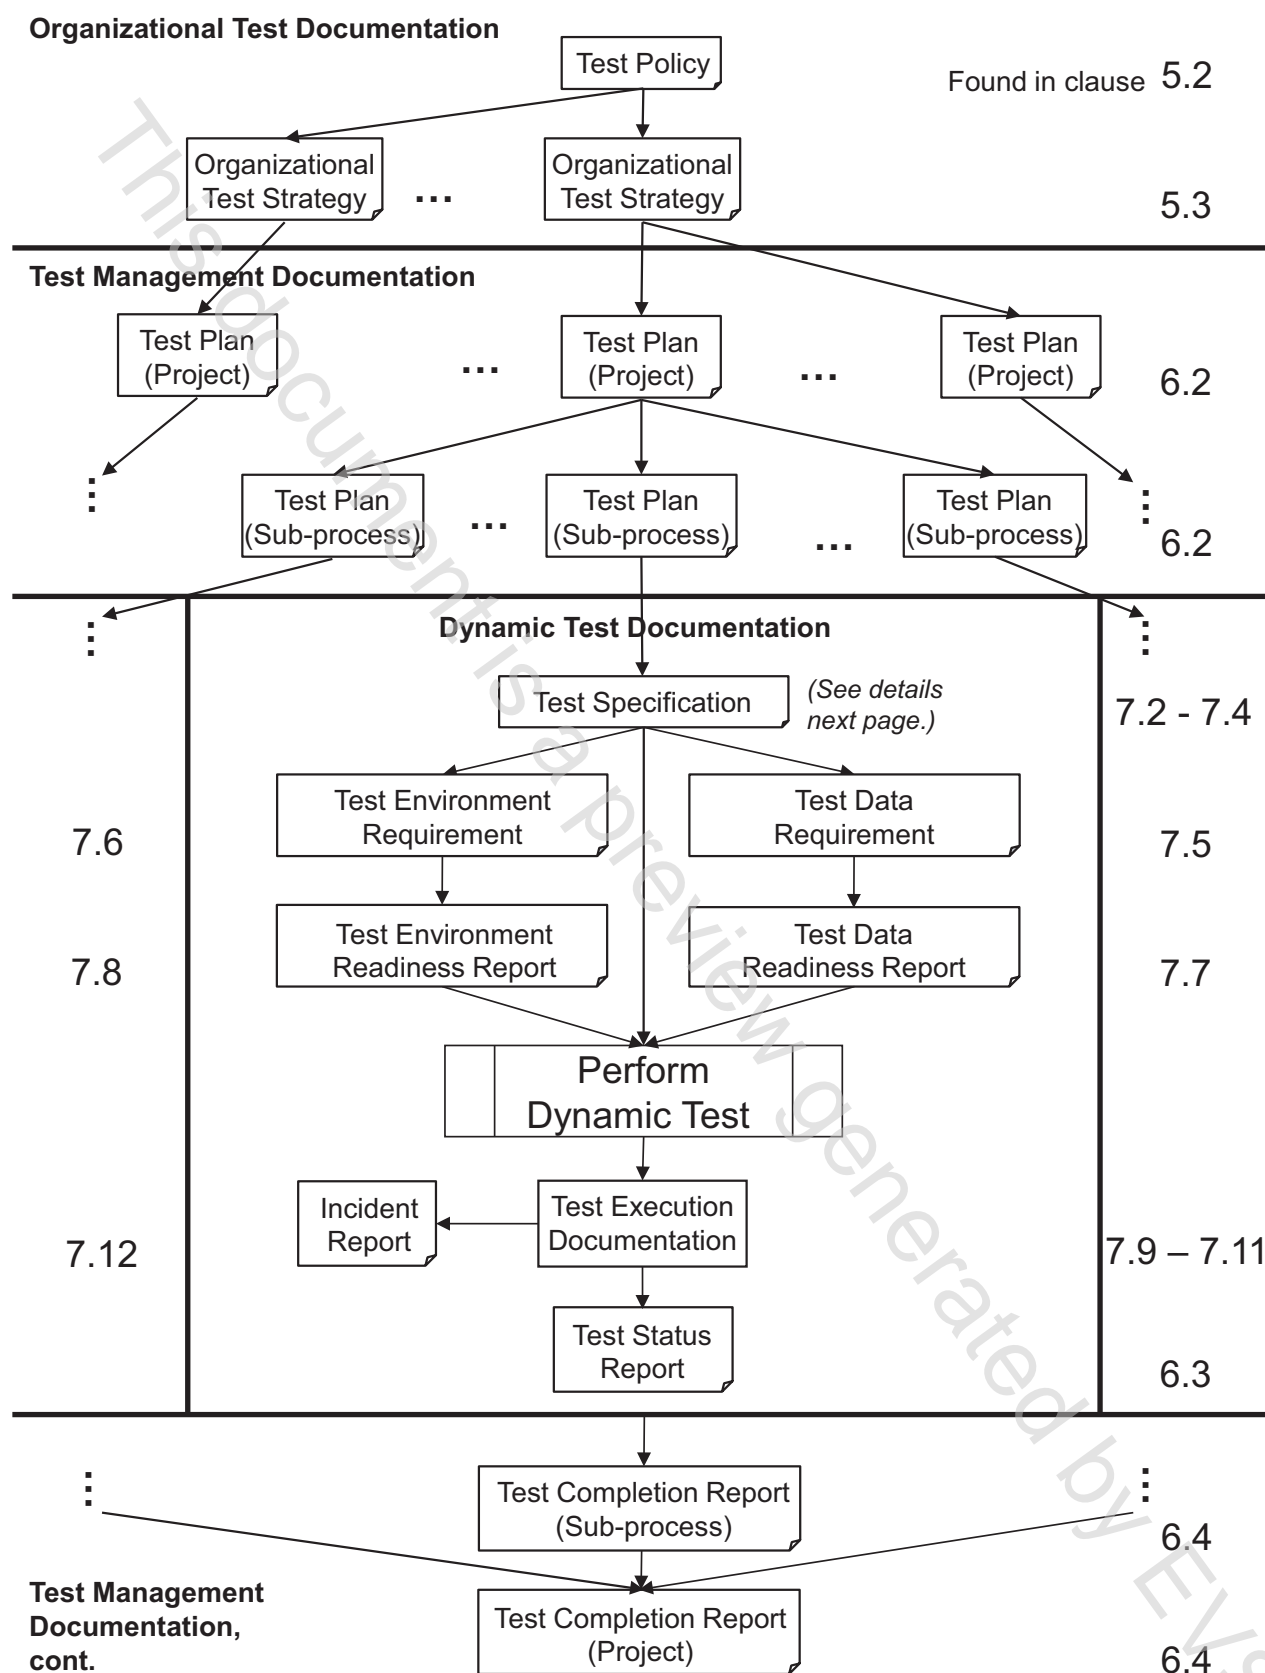 Organizational Test Documentation
Test Policy
Found in clause 5.2
Organizational
Test Strategy
...
Organizational
Test Strategy
5.3
Test Management Documentation
Test Plan
(Project)
...
Test Plan
(Project)
...
Test Plan
(Project)
6.2
...
Test Plan
(Sub-process)
...
Test Plan
(Sub-process)
...
Test Plan
(Sub-process)
...
6.2
...
Dynamic Test Documentation
...
Test Specification
(See details
next page.)
7.2 - 7.4
7.6
Test Environment
Requirement
Test Data
Requirement
7.5
7.8
Test Environment
Readiness Report
Test Data
Readiness Report
7.7
Perform
Dynamic Test
7.12
Incident
Report
Test Execution
Documentation
7.9 – 7.11
Test Status
Report
6.3
...
Test Completion Report
(Sub-process)
...
6.4
Test Management
Documentation,
cont.
Test Completion Report
(Project)
6.4
This document is a preview generated by EVS